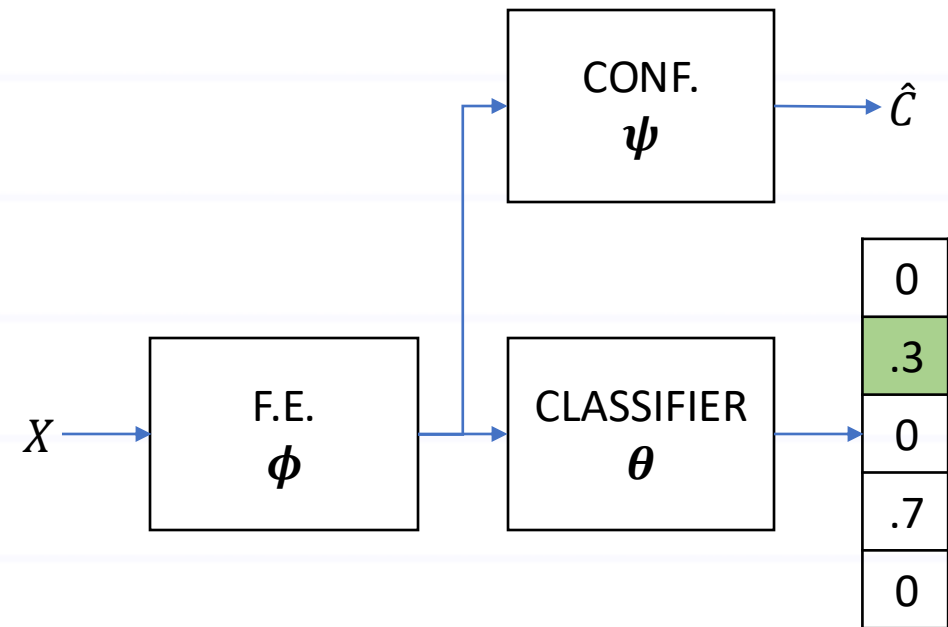 CONF.
ψ
Ĉ
X
F.E.
ϕ
CLASSIFIER
θ
0
.3
0
.7
0